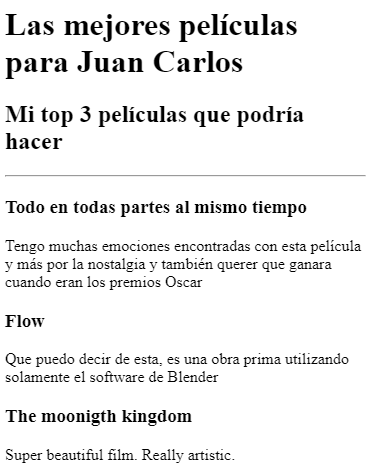 Las mejores películas
para Juan Carlos
Mi top 3 películas que podría
hacer
Todo en todas partes al mismo tiempo
Tengo muchas emociones encontradas con esta película
y más por la nostalgia y también querer que ganara
cuando eran los premios Oscar
Flow
Que puedo decir de esta, es una obra prima utilizando
solamente el software de Blender
The moonigth kingdom
Super beautiful film. Really artistic.